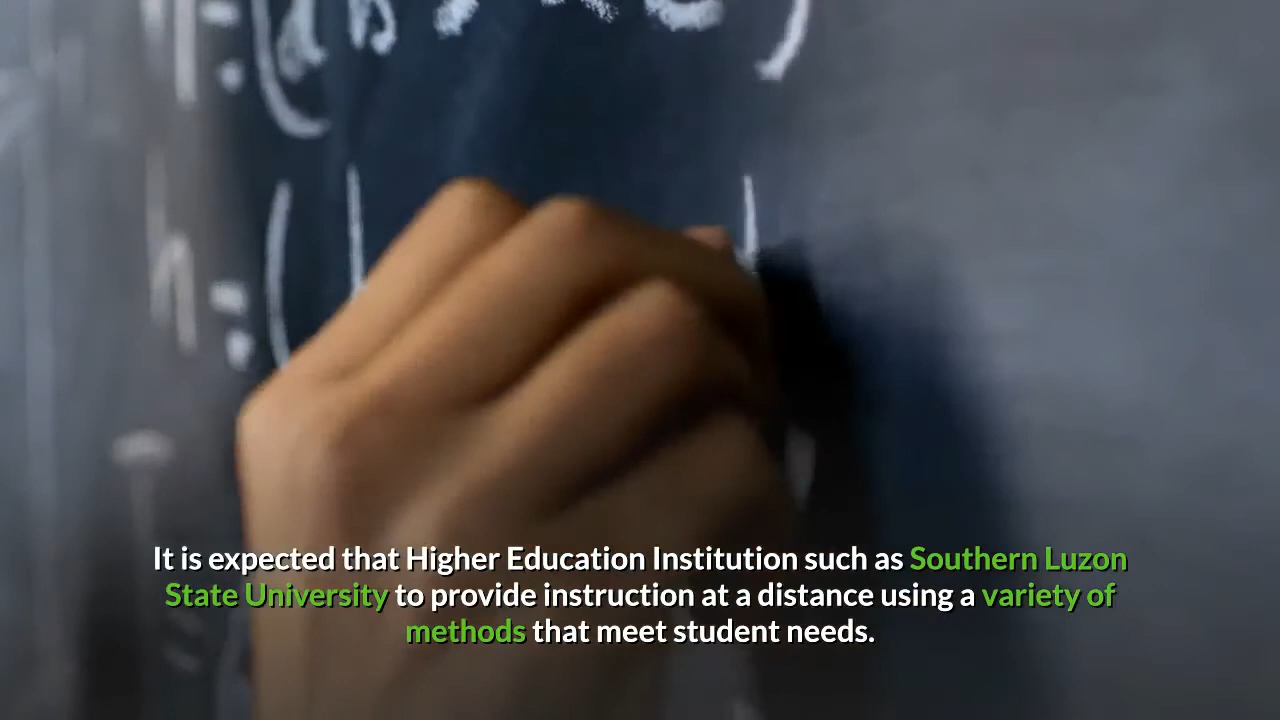 It is expected that Higher Education Institution such as Southern Luzon
State University to provide instruction at a distance using a variety of
methods that meet student needs.